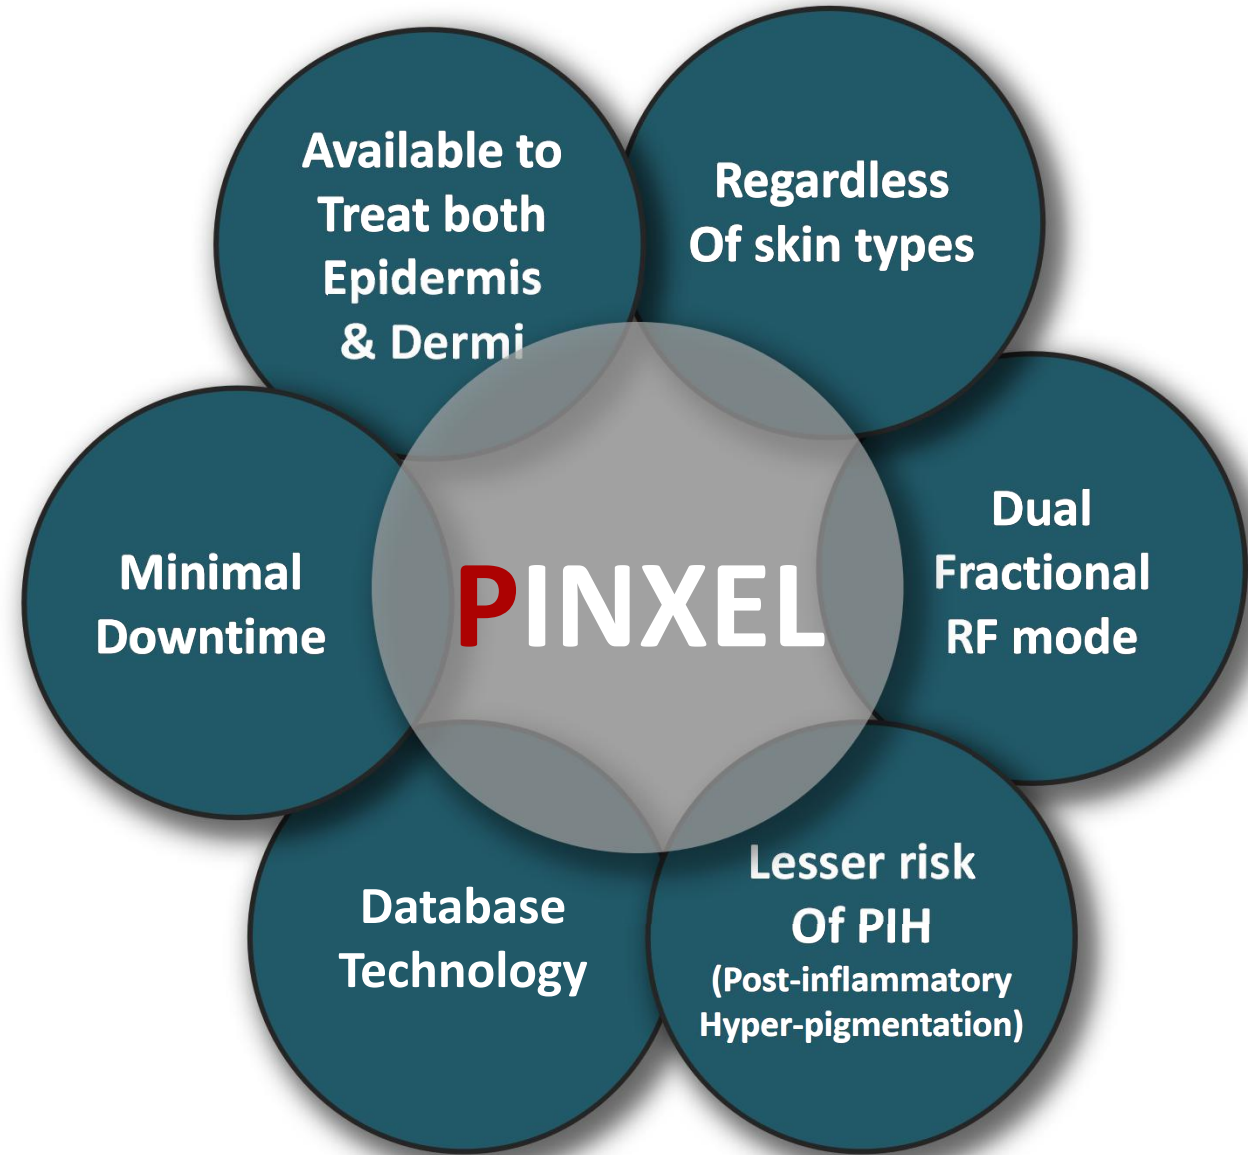 Available to
Treat both
Epidermis
& Dermi
Regardless
Of skin types
Dual
Fractional
RF mode
Lesser risk
Of PIH
(Post-inflammatory
Hyper-pigmentation)
Database
Technology
Minimal
Downtime
PINXEL